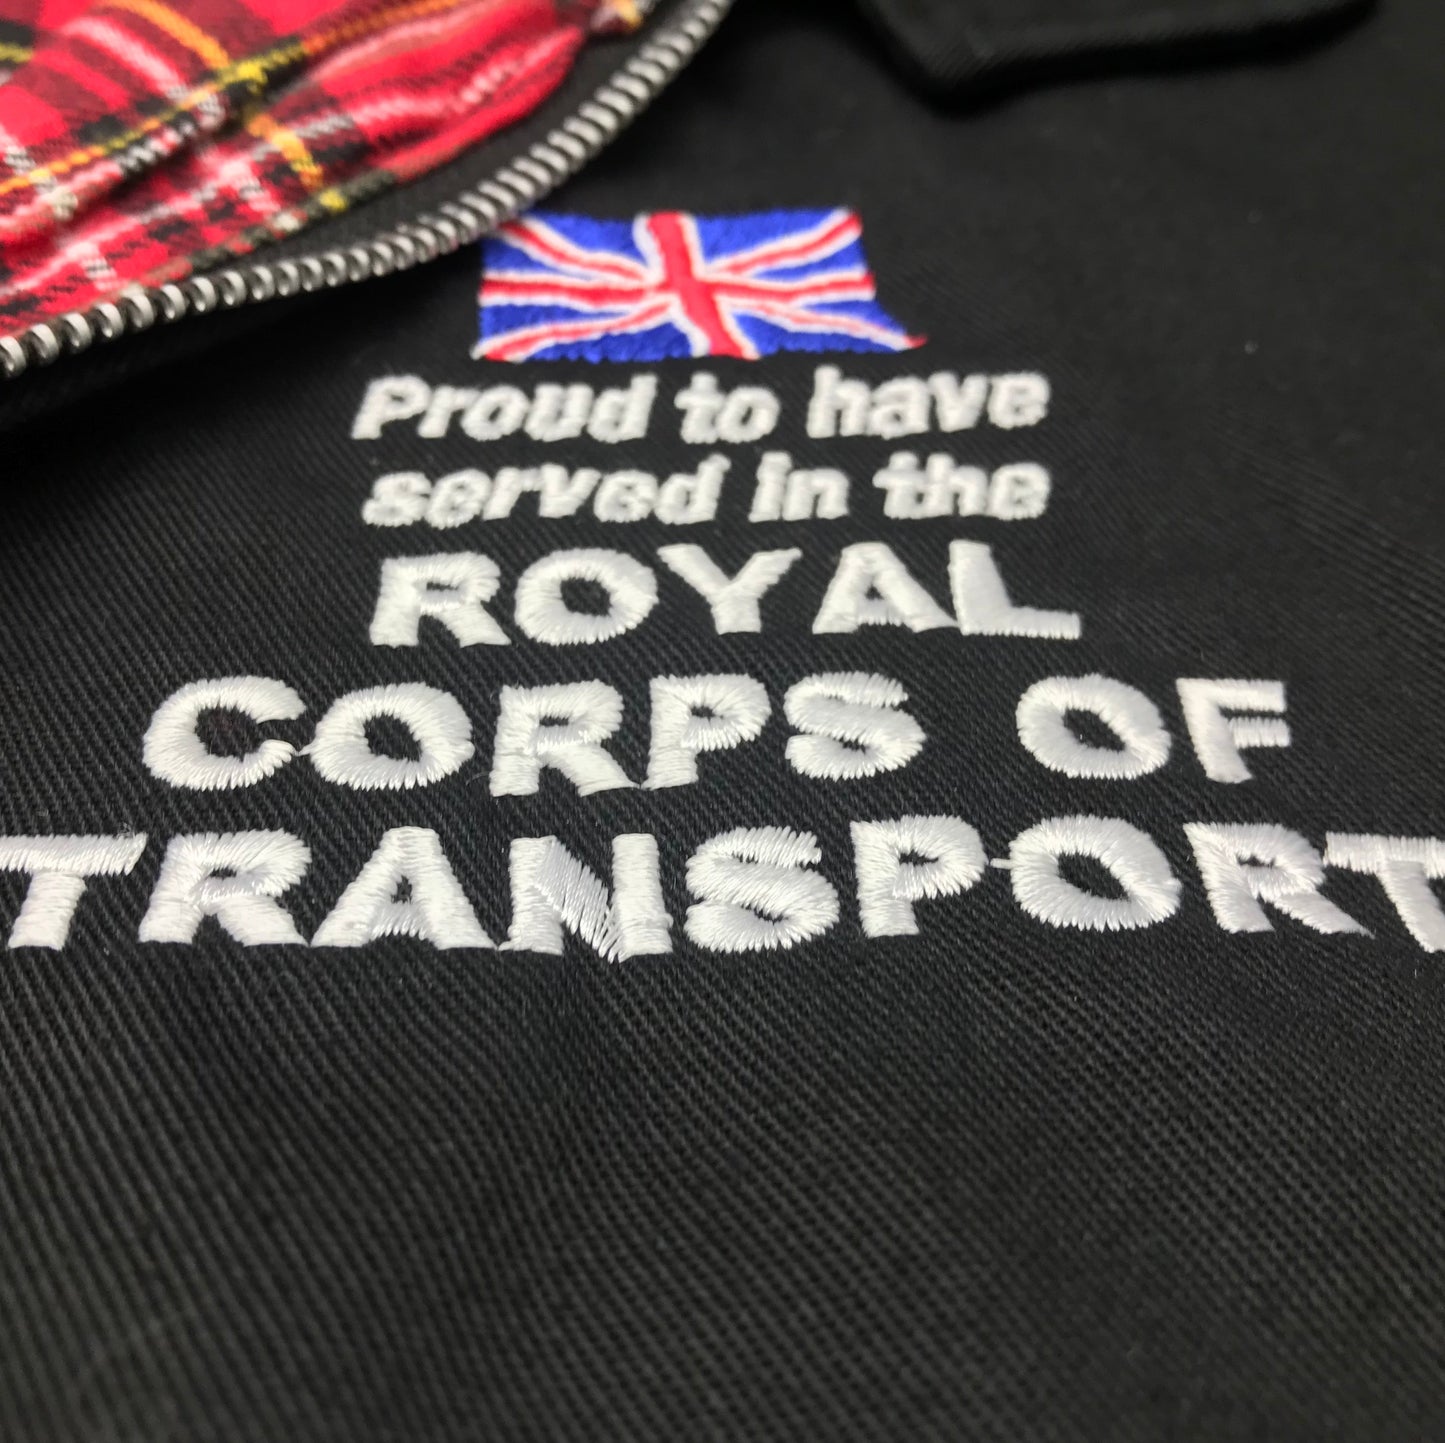 Proud to have
served in the
ROYAL
CORPS OF
TRANSPORT